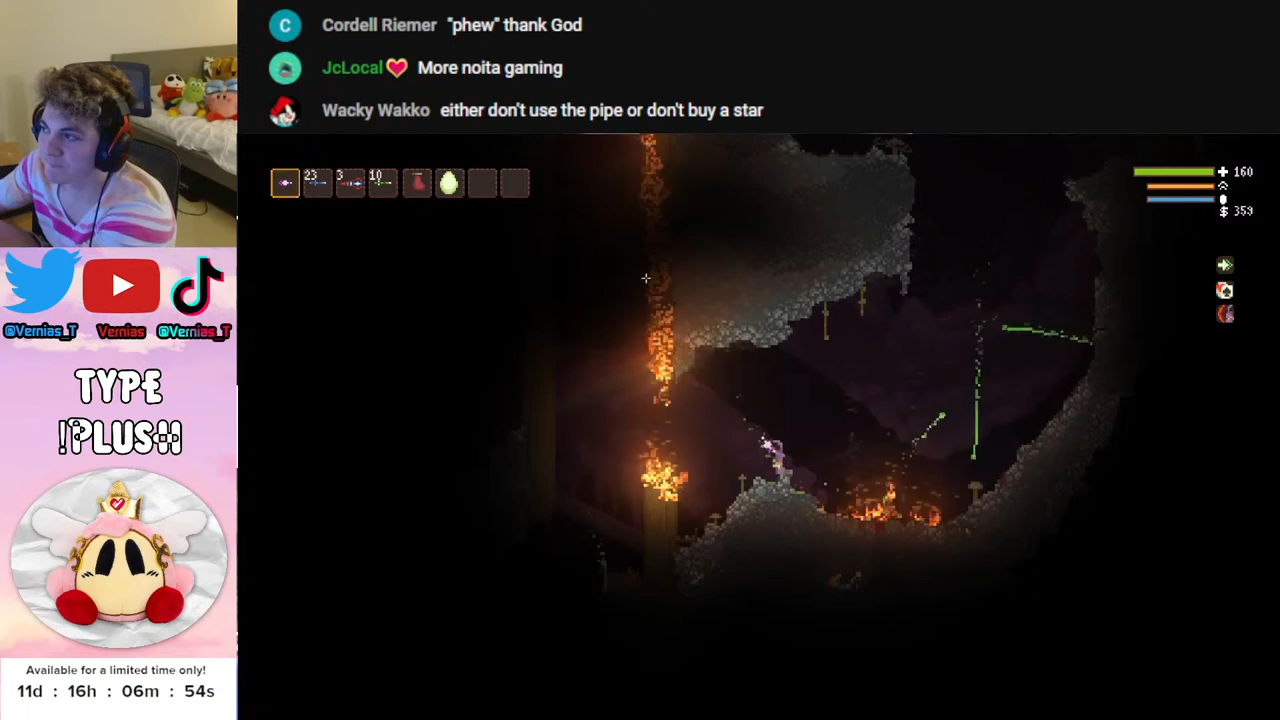 Cordell Riemer "phew" thank God
JcLocal More noita gaming
Wacky Wakko either don't use the pipe or don't buy a star
C
23 3 10
160
$ 359
@Vernias_T Vernias @Vernias_T
TYPE
!PLUSH
Available for a limited time only!
11d : 16h : 06m : 54s